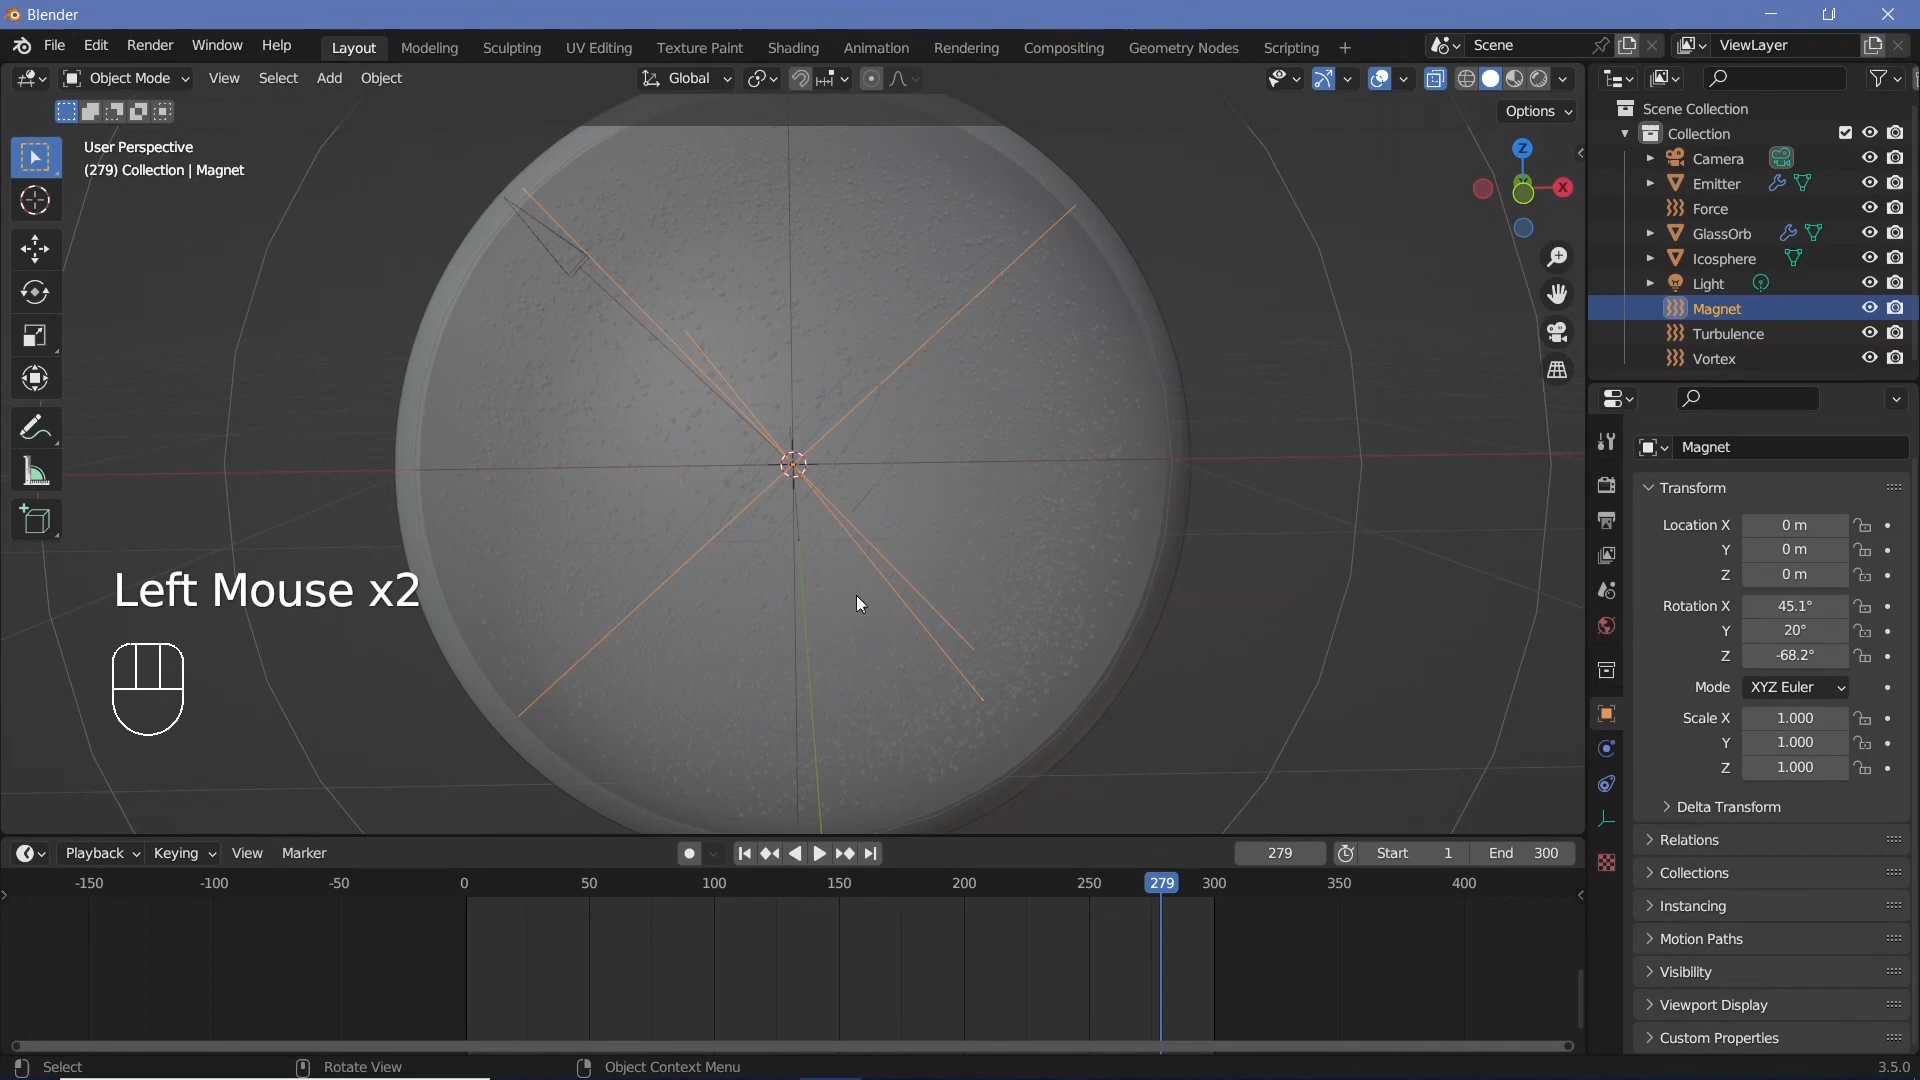 Blender
File Edit Render Window Help
Layout Modeling Sculpting UV Editing Texture Paint Shading Animation Rendering Compositing Geometry Nodes Scripting +
Scene
ViewLayer
Object Mode View Select Add Object
Global
Options
User Perspective
(279) Collection | Magnet
Z
X
Left Mouse x2
Scene Collection
Collection
Camera
Emitter
Force
GlassOrb
Icosphere
Light
Magnet
Turbulence
Vortex
Magnet
Transform
Location X 0 m
Y 0 m
Z 0 m
Rotation X 45.1°
Y 20°
Z -68.2°
Mode XYZ Euler
Scale X 1.000
Y 1.000
Z 1.000
Delta Transform
Relations
Collections
Instancing
Motion Paths
Visibility
Viewport Display
Custom Properties
Playback Keying View Marker
279 Start 1 End 300
-150 -100 -50 0 50 100 150 200 250 279 300 350 400
Select Rotate View Object Context Menu 3.5.0